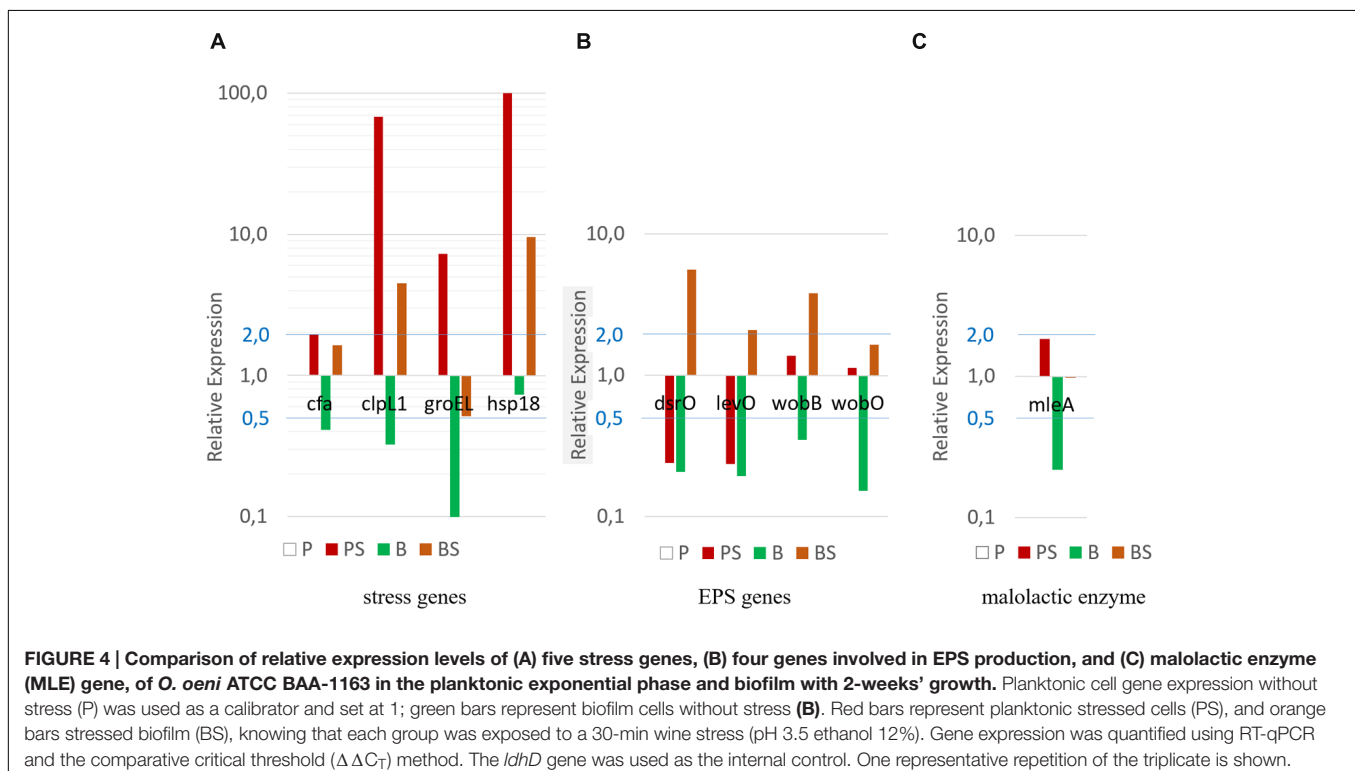 A
B
C
100,0
10,0
2,0
1,0
0,5
0,1
Relative Expression
cfa clpL1 groEL hsp18
P PS B BS
stress genes
10,0
2,0
1,0
0,5
0,1
Relative Expression
dsrO levO wobB wobO
P PS B BS
EPS genes
10,0
2,0
1,0
0,5
0,1
Relative Expression
mleA
P PS B BS
malolactic enzyme
FIGURE 4 | Comparison of relative expression levels of (A) five stress genes, (B) four genes involved in EPS production, and (C) malolactic enzyme
(MLE) gene, of O. oeni ATCC BAA-1163 in the planktonic exponential phase and biofilm with 2-weeks' growth. Planktonic cell gene expression without
stress (P) was used as a calibrator and set at 1; green bars represent biofilm cells without stress (B). Red bars represent planktonic stressed cells (PS), and orange
bars stressed biofilm (BS), knowing that each group was exposed to a 30-min wine stress (pH 3.5 ethanol 12%). Gene expression was quantified using RT-qPCR
and the comparative critical threshold (ΔΔCT) method. The ldhD gene was used as the internal control. One representative repetition of the triplicate is shown.